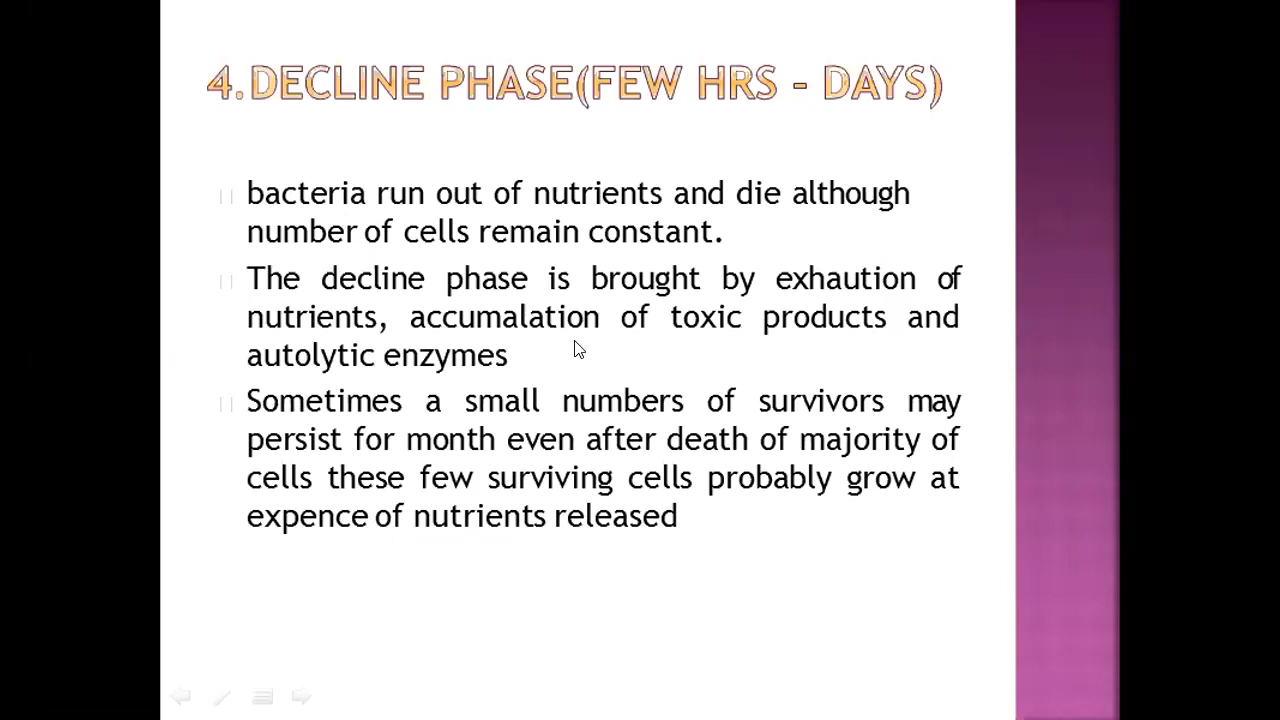 4.DECLINE PHASE(FEW HRS - DAYS)
bacteria run out of nutrients and die although
number of cells remain constant.
The decline phase is brought by exhaution of
nutrients, accumalation of toxic products and
autolytic enzymes
Sometimes a small numbers of survivors may
persist for month even after death of majority of
cells these few surviving cells probably grow at
expence of nutrients released